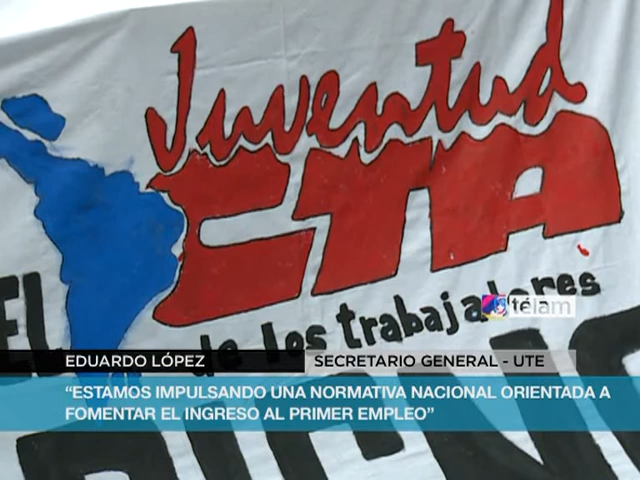 Juventud
CTA
EL
de los trabajadores
télam
EDUARDO LÓPEZ
SECRETARIO GENERAL - UTE
“ESTAMOS IMPULSANDO UNA NORMATIVA NACIONAL ORIENTADA A
FOMENTAR EL INGRESO AL PRIMER EMPLEO”